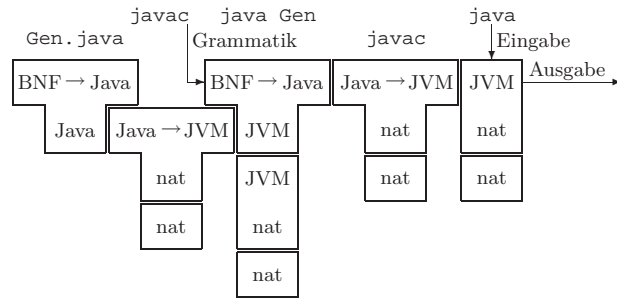 javac java Gen java
Gen.java Grammatik javac Eingabe
BNF → Java BNF → Java Java → JVM JVM Ausgabe
Java Java → JVM JVM nat nat
nat JVM nat nat
nat nat
nat